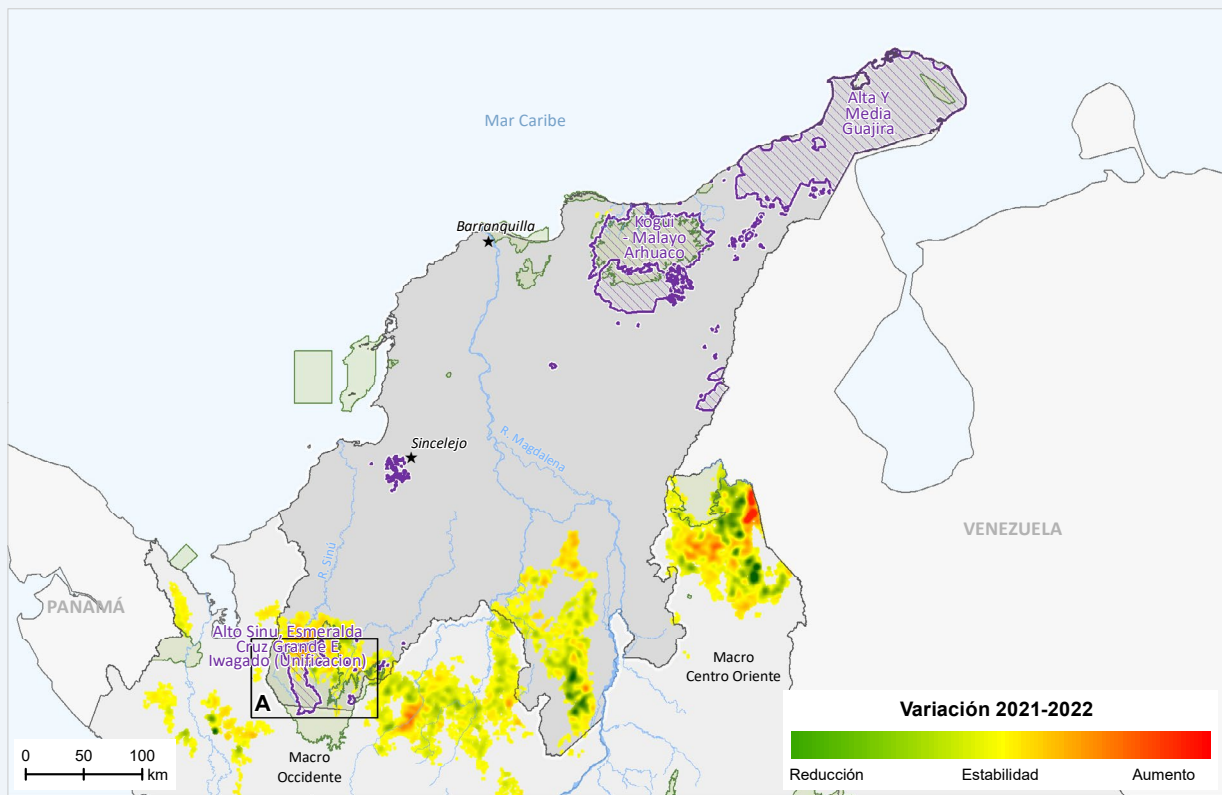 Mar Caribe
Alta Y
Media
Guajira
Barranquilla
Kogui
- Malayo
Arhuaco
Sincelejo
R. Magdalena
R. Sinú
VENEZUELA
PANAMÁ
Alto Sinu, Esmeralda
Cruz Grande E
Iwagado (Unificacion)
A
Macro
Centro Oriente
Macro
Occidente
0 50 100
km
Variación 2021-2022
Reducción Estabilidad Aumento